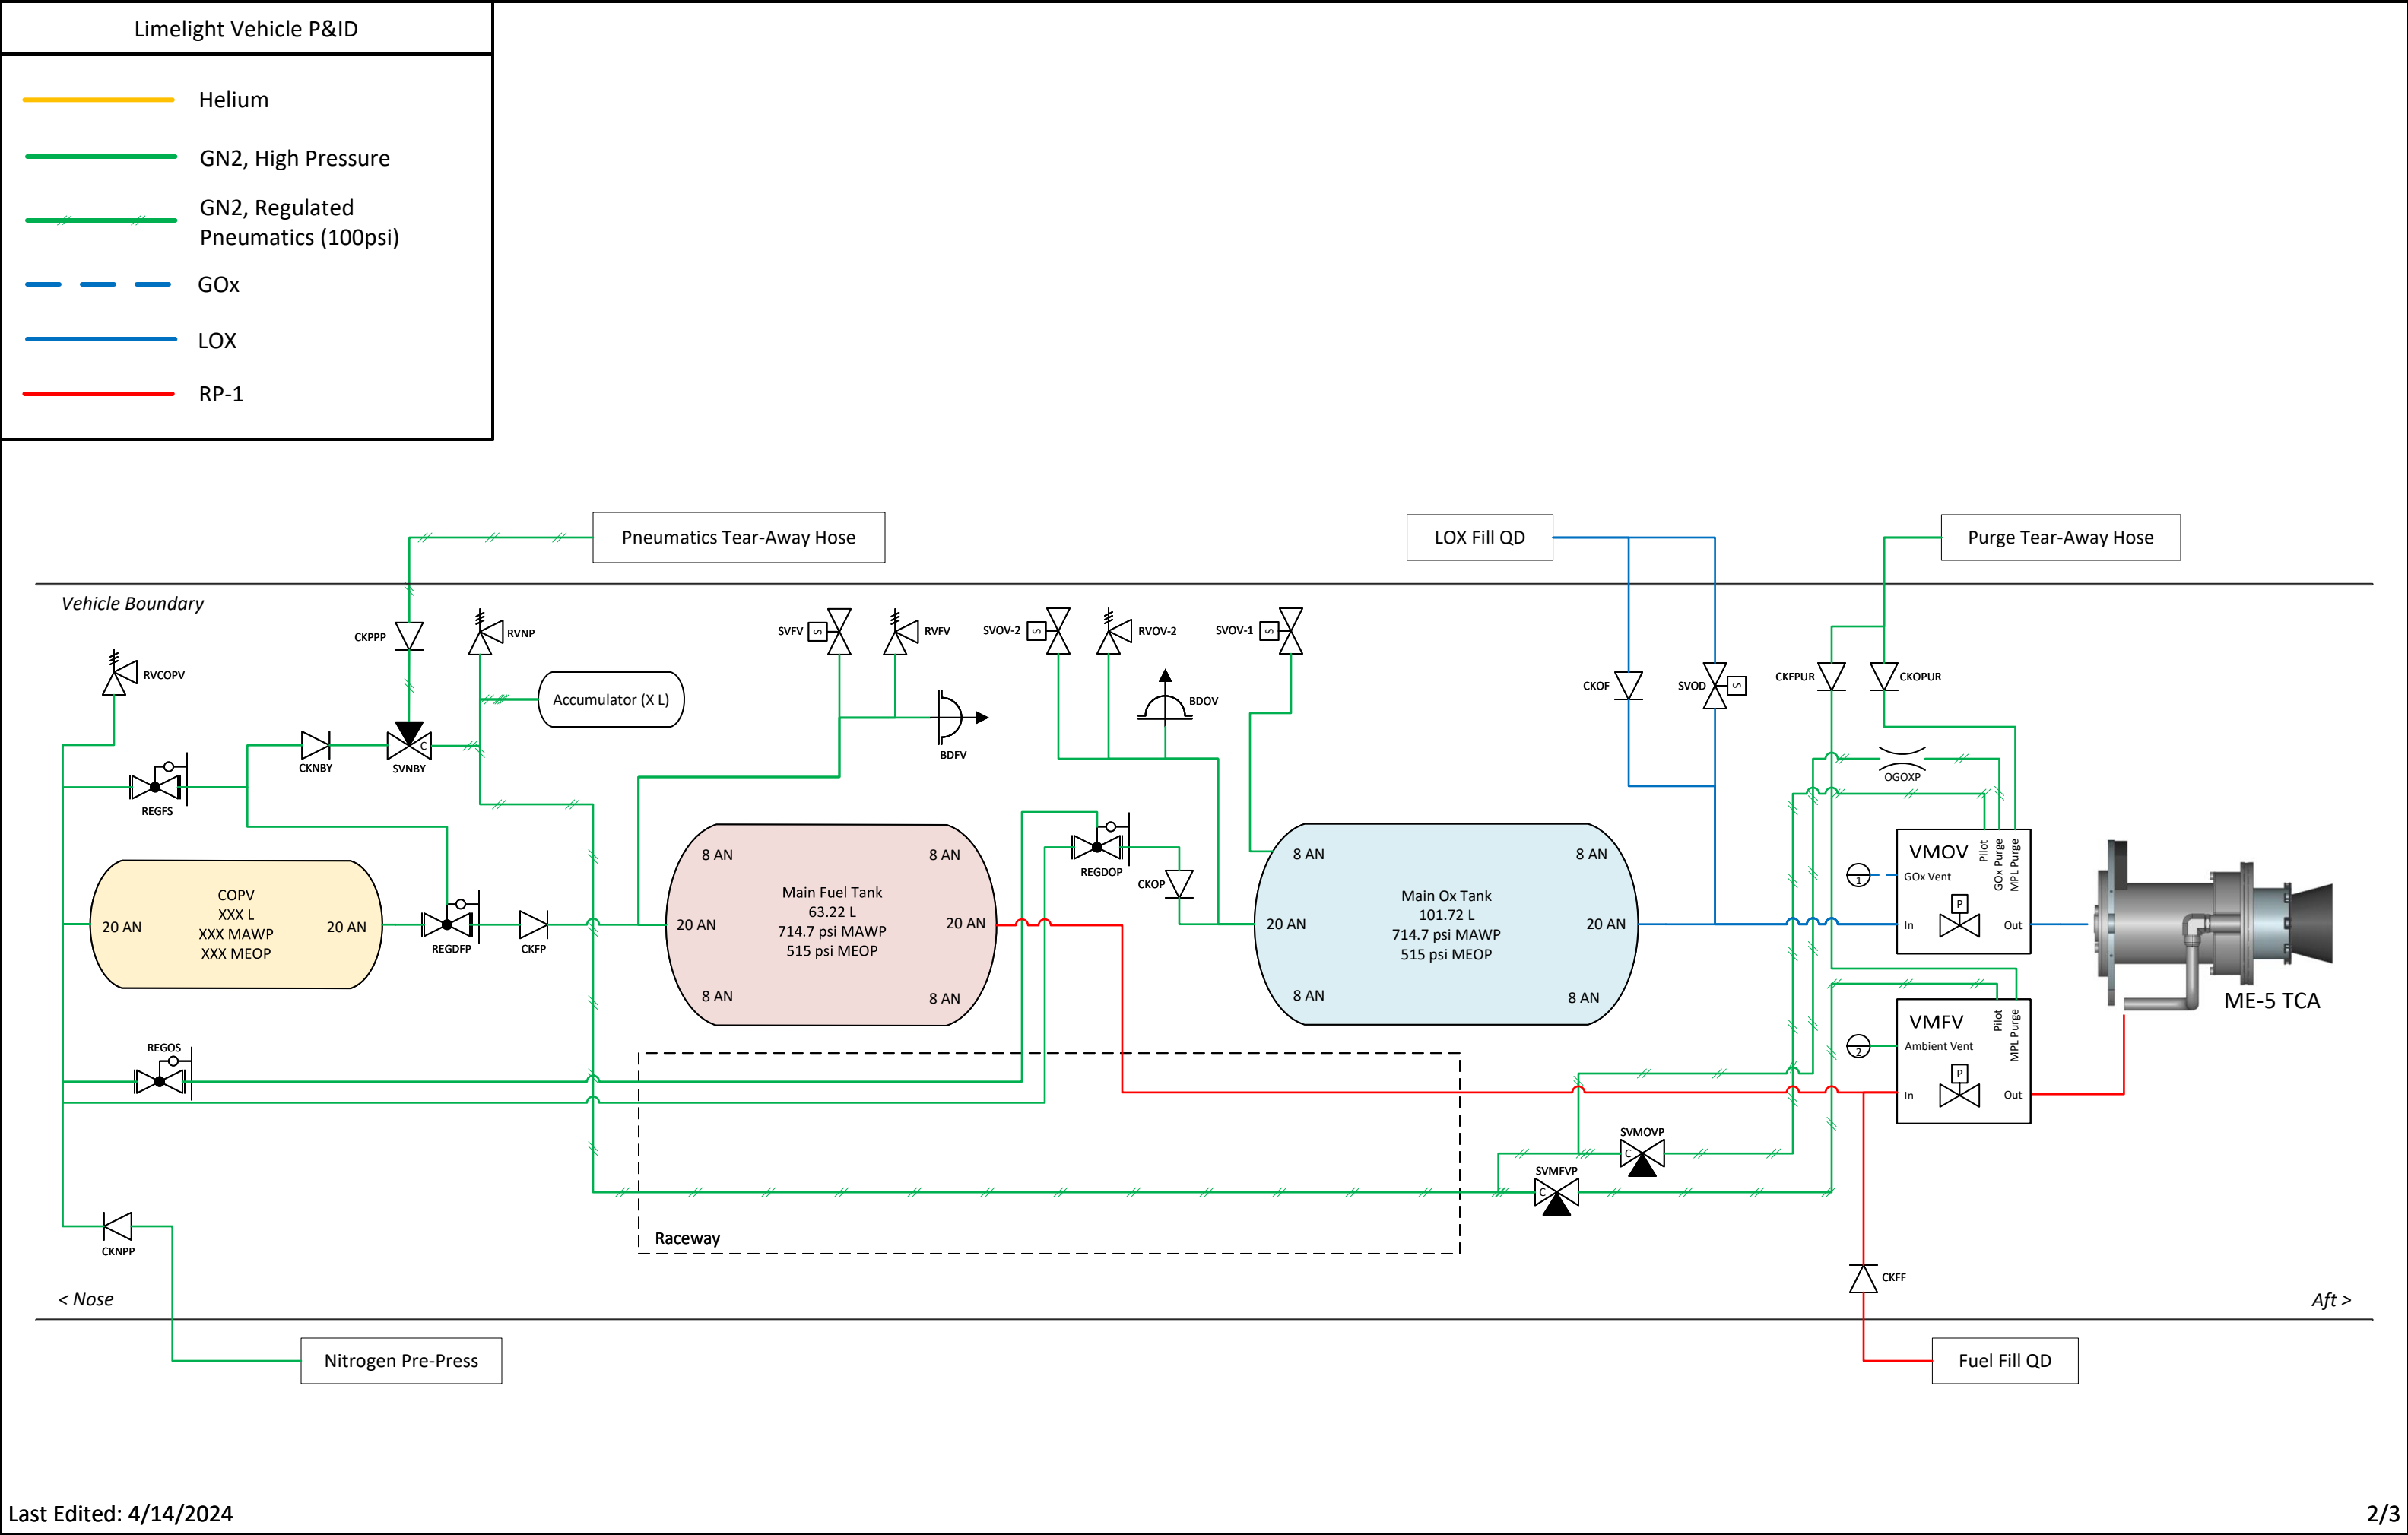 Limelight Vehicle P&ID
Helium
GN2, High Pressure
GN2, Regulated
Pneumatics (100psi)
GOx
LOX
RP-1
Pneumatics Tear-Away Hose
LOX Fill QD
Purge Tear-Away Hose
Vehicle Boundary
CKPPP
RVNP
SVFV
S
RVFV
SVOV-2
S
RVOV-2
SVOV-1
S
RVCOPV
Accumulator (X L)
BDFV
BDOV
CKOF
SVOD
S
CKFPUR
CKOPUR
CKNBY
SVNBY
C
REGFS
OGOXP
COPV
XXX L
XXX MAWP
XXX MEOP
20 AN
20 AN
REGDFP
CKFP
8 AN
8 AN
Main Fuel Tank
63.22 L
714.7 psi MAWP
515 psi MEOP
20 AN
20 AN
8 AN
8 AN
REGDOP
CKOP
8 AN
8 AN
Main Ox Tank
101.72 L
714.7 psi MAWP
515 psi MEOP
20 AN
20 AN
8 AN
8 AN
VMOV
Pilot
GOx Purge
MPL Purge
1
GOx Vent
P
In
Out
ME-5 TCA
VMFV
Pilot
MPL Purge
2
Ambient Vent
P
In
Out
REGOS
SVMOVP
C
SVMFVP
C
Raceway
CKNPP
CKFF
< Nose
Aft >
Nitrogen Pre-Press
Fuel Fill QD
Last Edited: 4/14/2024
2/3